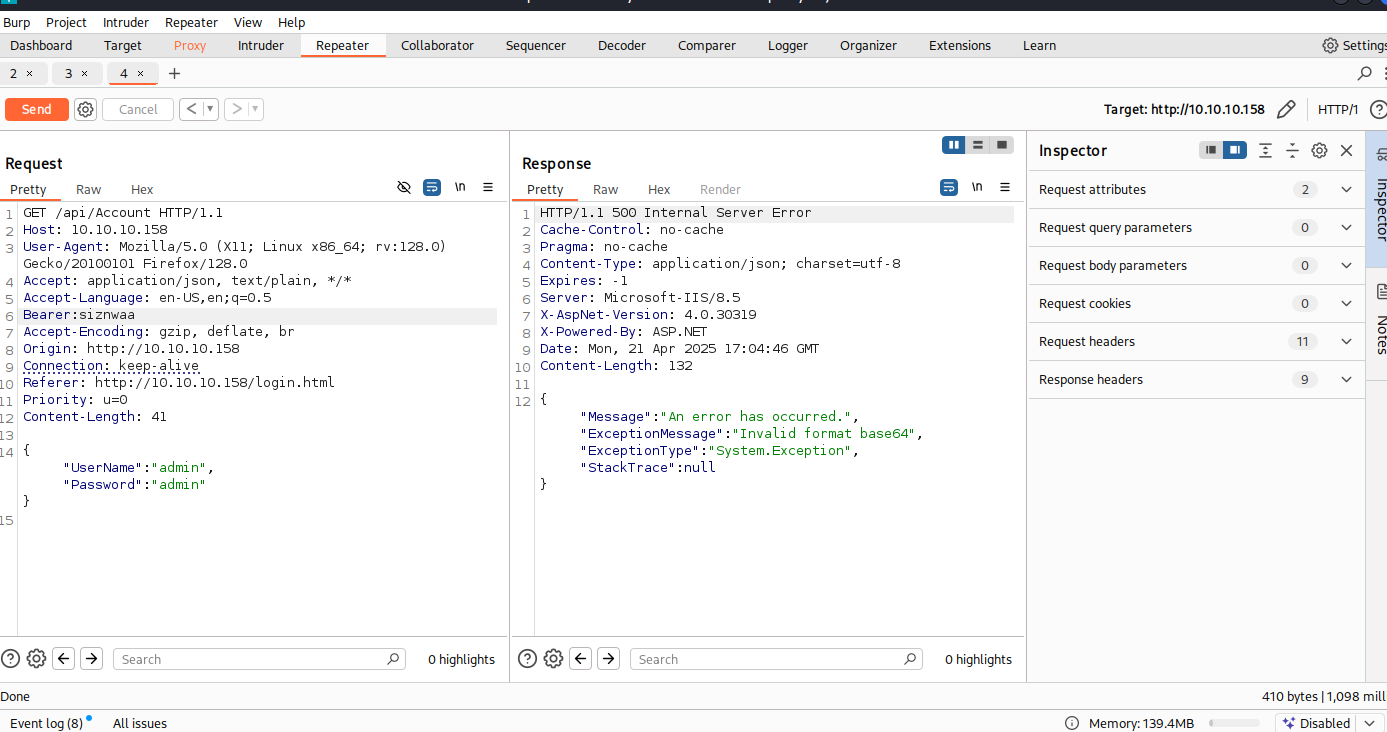 Burp Project Intruder Repeater View Help
Dashboard Target Proxy Intruder Repeater Collaborator Sequencer Decoder Comparer Logger Organizer Extensions Learn Settings
2 × 3 × 4 × +
Send Cancel < > Target: http://10.10.10.158 HTTP/1 ?
Request
Pretty Raw Hex \n
1 GET /api/Account HTTP/1.1
2 Host: 10.10.10.158
3 User-Agent: Mozilla/5.0 (X11; Linux x86_64; rv:128.0)
Gecko/20100101 Firefox/128.0
4 Accept: application/json, text/plain, */*
5 Accept-Language: en-US,en;q=0.5
6 Bearer:siznwaa
7 Accept-Encoding: gzip, deflate, br
8 Origin: http://10.10.10.158
9 Connection: keep-alive
10 Referer: http://10.10.10.158/login.html
11 Priority: u=0
12 Content-Length: 41
13
14 {
"UserName":"admin",
"Password":"admin"
}
15
? Search 0 highlights
Response
Pretty Raw Hex Render \n
1 HTTP/1.1 500 Internal Server Error
2 Cache-Control: no-cache
3 Pragma: no-cache
4 Content-Type: application/json; charset=utf-8
5 Expires: -1
6 Server: Microsoft-IIS/8.5
7 X-AspNet-Version: 4.0.30319
8 X-Powered-By: ASP.NET
9 Date: Mon, 21 Apr 2025 17:04:46 GMT
10 Content-Length: 132
11
12 {
"Message":"An error has occurred.",
"ExceptionMessage":"Invalid format base64",
"ExceptionType":"System.Exception",
"StackTrace":null
}
? Search 0 highlights
Inspector
Request attributes 2
Request query parameters 0
Request body parameters 0
Request cookies 0
Request headers 11
Response headers 9
Inspector
Notes
Done 410 bytes | 1,098 mill
Event log (8) All issues Memory: 139.4MB Disabled